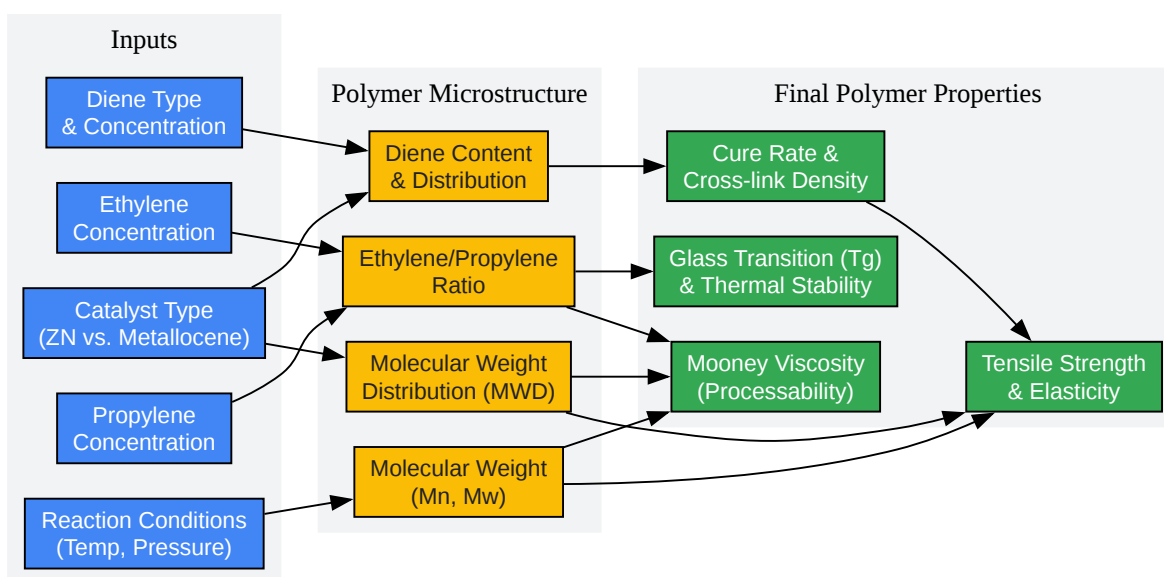 Inputs
Diene Type
& Concentration
Ethylene
Concentration
Catalyst Type
(ZN vs. Metallocene)
Propylene
Concentration
Reaction Conditions
(Temp, Pressure)
Polymer Microstructure
Diene Content
& Distribution
Ethylene/Propylene
Ratio
Molecular Weight
Distribution (MWD)
Molecular Weight
(Mn, Mw)
Final Polymer Properties
Cure Rate &
Cross-link Density
Glass Transition (Tg)
& Thermal Stability
Mooney Viscosity
(Processability)
Tensile Strength
& Elasticity